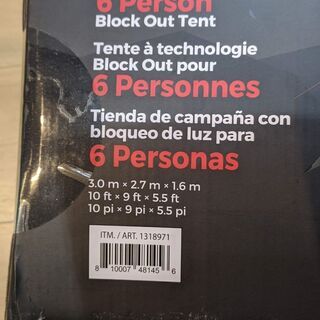 6 Person
Block Out Tent
Tente à technologie
Block Out pour
6 Personnes
Tienda de campaña con
bloqueo de luz para
6 Personas
3.0 m × 2.7 m × 1.6 m
10 ft × 9 ft × 5.5 ft
10 pi × 9 pi × 5.5 pi
ITM. / ART. 1318971
8 10007 48145 6